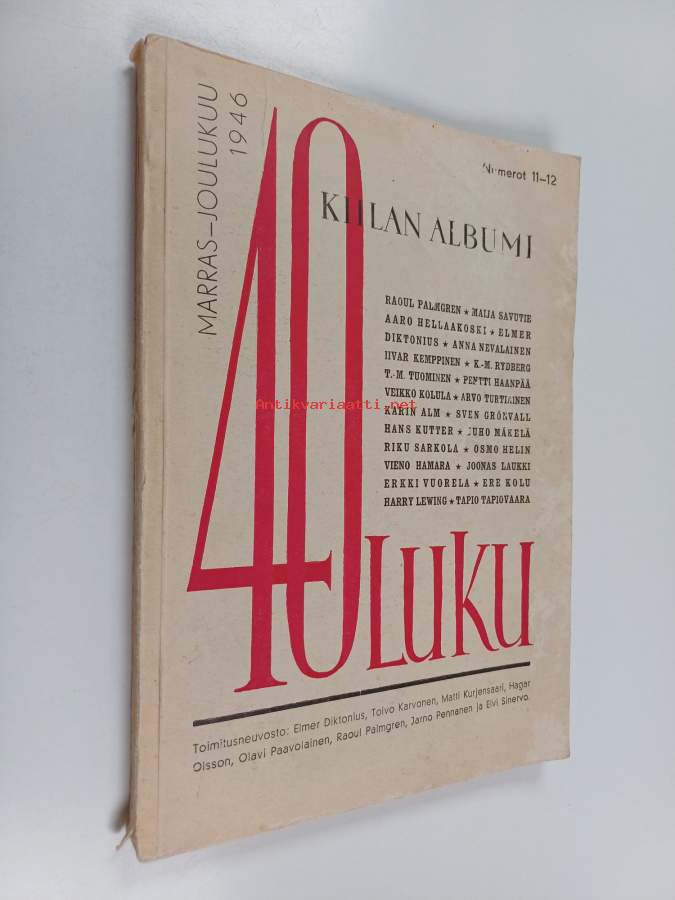 MARRAS–JOULUKUU
1946
Numerot 11–12
40
KIILAN ALBUMI
RAOUL PALMGREN ★ MAIJA SAVUTIE
AARO HELLAAKOSKI ★ ELMER
DIKTONIUS ★ ANNA NEVALAINEN
IIVAR KEMPPINEN ★ K.-M. RYDBERG
T.-M. TUOMINEN ★ PENTTI HAANPÄÄ
VEIKKO KOLULA ★ ARVO TURTIAINEN
KARIN ALM ★ SVEN GRÖNVALL
HANS KUTTER ★ JUHO MÄKELÄ
RIKU SARKOLA ★ OSMO HELIN
VIENO HAMARA ★ JOONAS LAUKKI
ERKKI VUORELA ★ ERE KOLU
HARRY LEWING ★ TAPIO TAPIOVAARA
Antikvariaatti.net
LUKU
Toimitusneuvosto: Elmer Diktonius, Toivo Karvonen, Matti Kurjensaari, Hagar
Olsson, Olavi Paavolainen, Raoul Palmgren, Jarno Pennanen ja Elvi Sinervo.